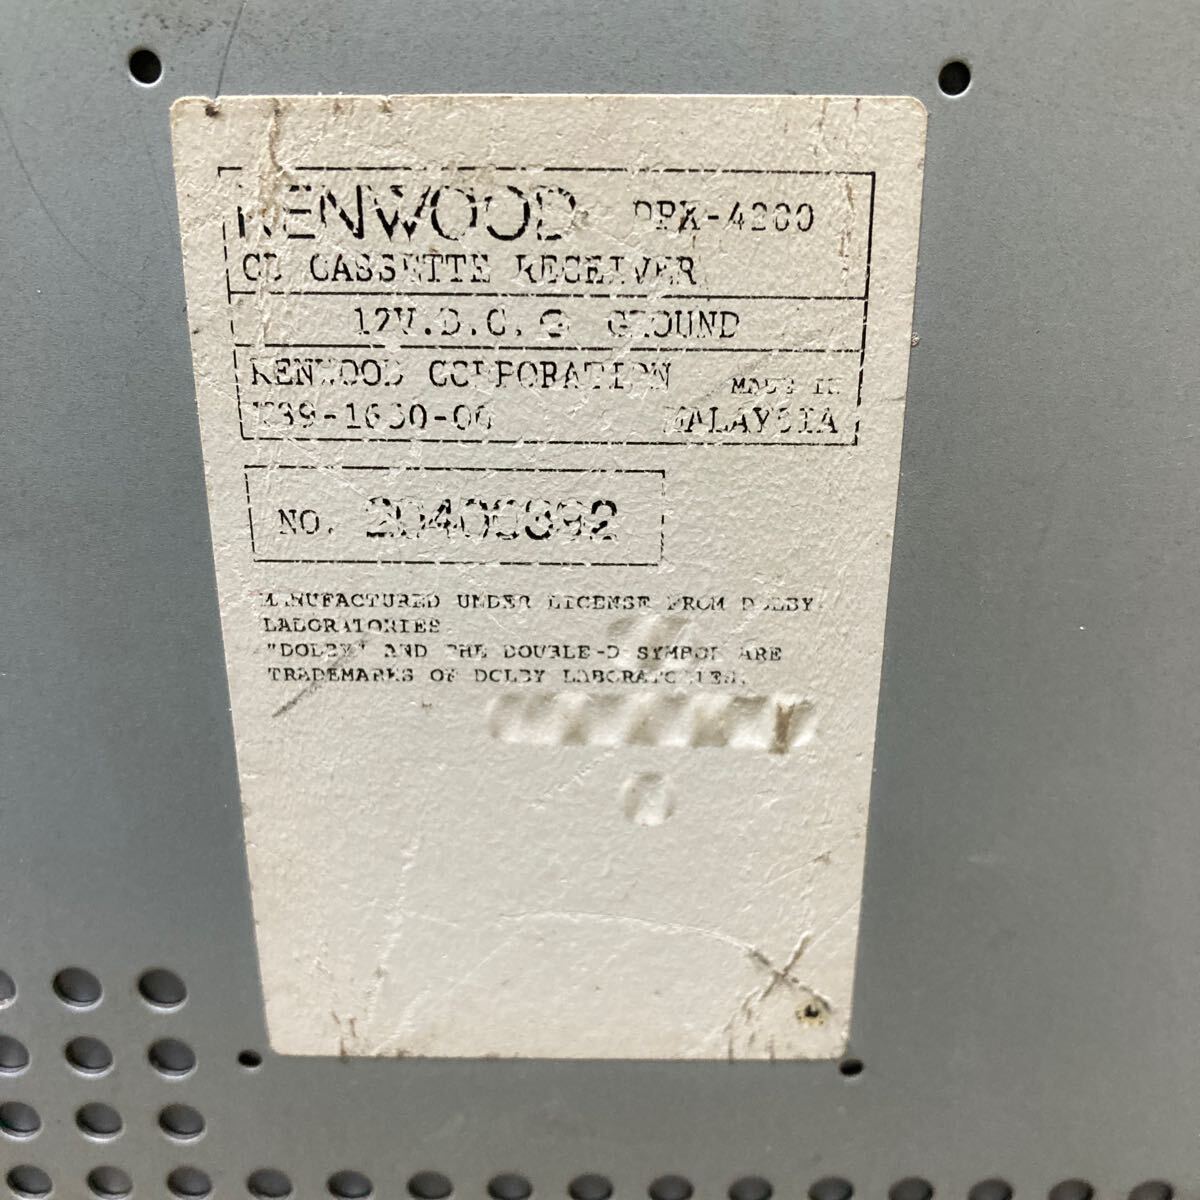 KENWOOD DPX-4200
CD CASSETTE RECEIVER
12V.D.C. ⊖ GROUND
KENWOOD CORPORATION MADE IN
MALAYSIA
NO. 20400392
MANUFACTURED UNDER LICENSE FROM DOLBY
LABORATORIES
"DOLBY" AND THE DOUBLE-D SYMBOL ARE
TRADEMARKS OF DOLBY LABORATORIES.